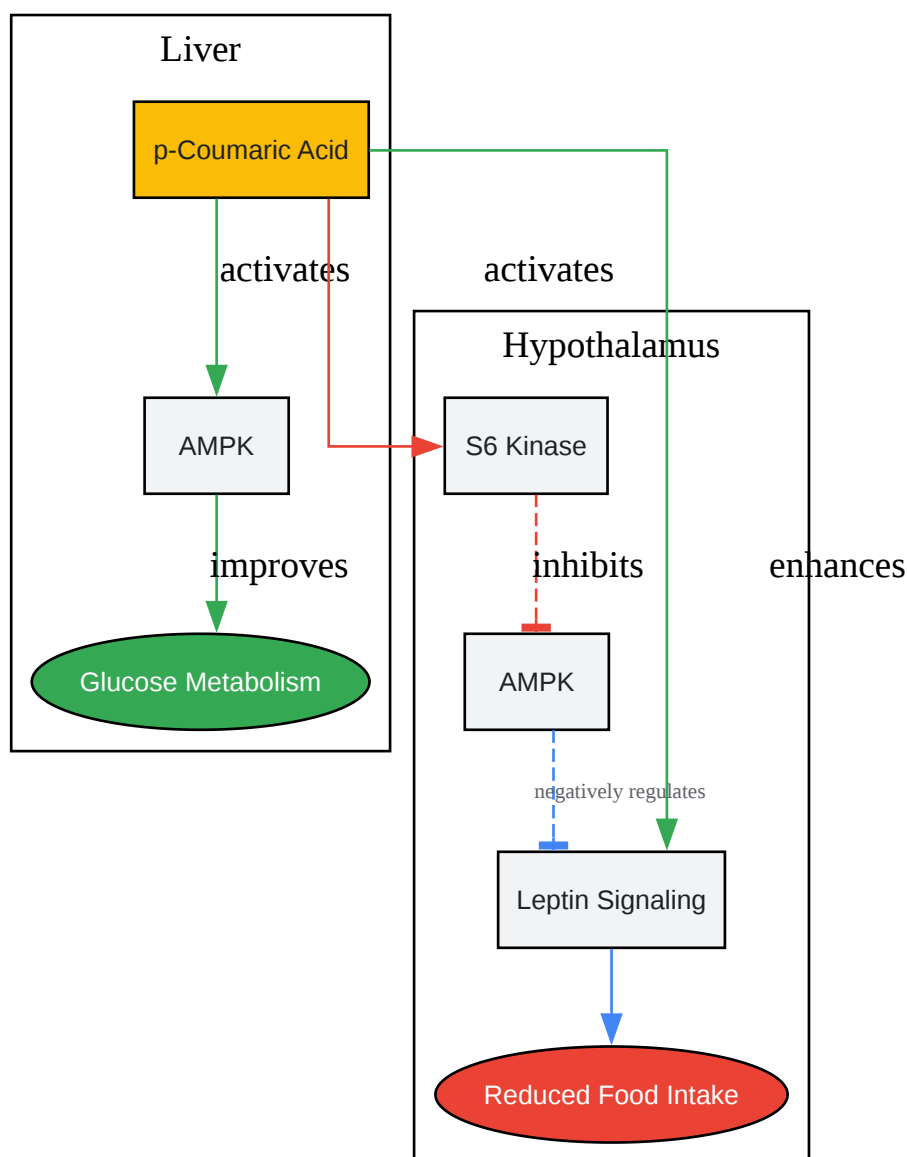 Liver
p-Coumaric Acid
activates
activates
Hypothalamus
AMPK
S6 Kinase
improves
inhibits
enhances
Glucose Metabolism
AMPK
negatively regulates
Leptin Signaling
Reduced Food Intake